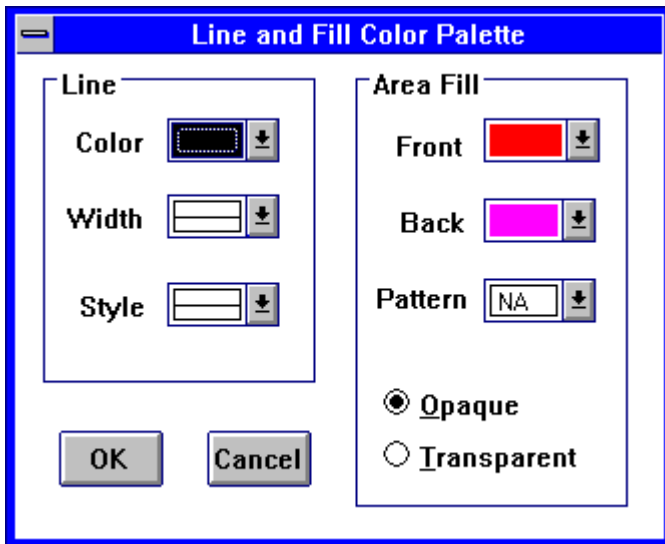 Line and Fill Color Palette
Line
Color
Width
Style
Area Fill
Front
Back
Pattern NA
Opaque
Transparent
OK
Cancel